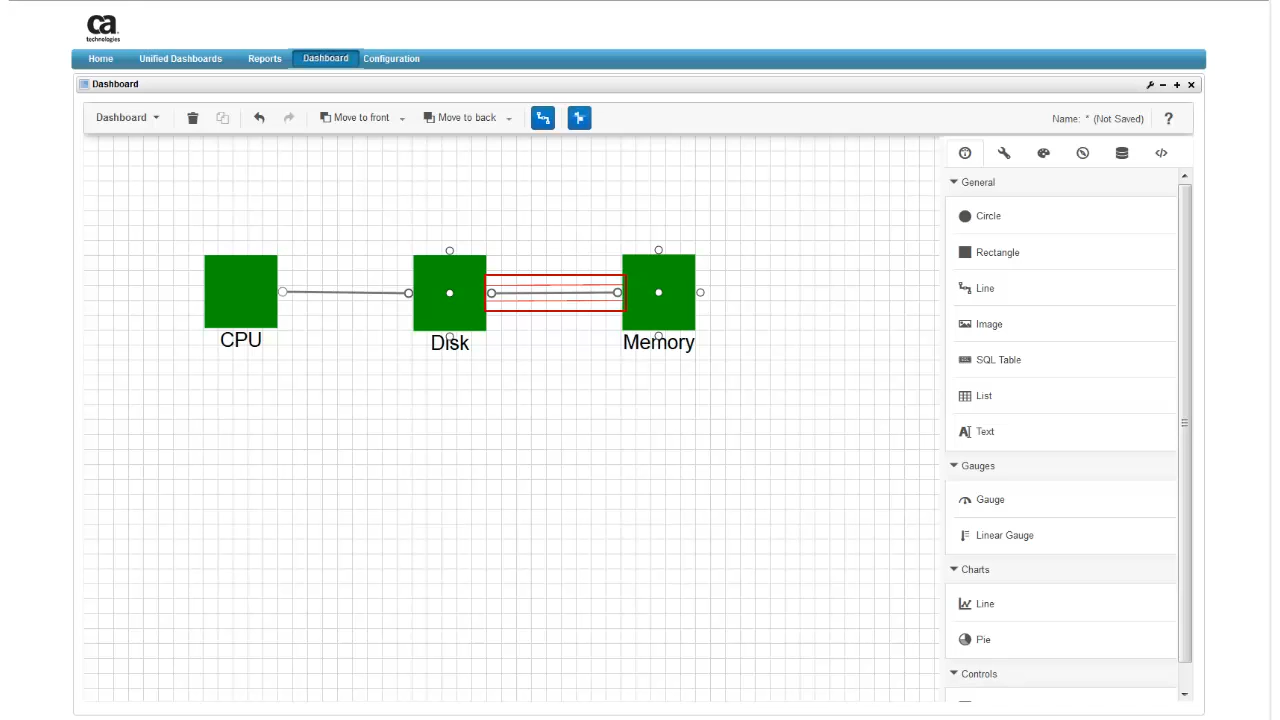 ca
technologies
Home Unified Dashboards Reports Dashboard Configuration
Dashboard
Dashboard Move to front Move to back Name: * (Not Saved) ?
General
Circle
Rectangle
Line
Image
SQL Table
List
Text
Gauges
Gauge
Linear Gauge
Charts
Line
Pie
Controls
CPU Disk Memory